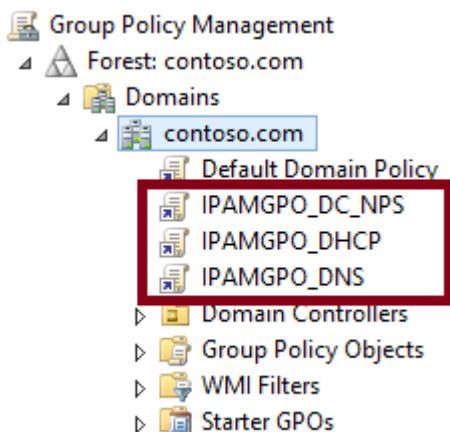 Group Policy Management
Forest: contoso.com
Domains
contoso.com
Default Domain Policy
IPAMGPO_DC_NPS
IPAMGPO_DHCP
IPAMGPO_DNS
Domain Controllers
Group Policy Objects
WMI Filters
Starter GPOs